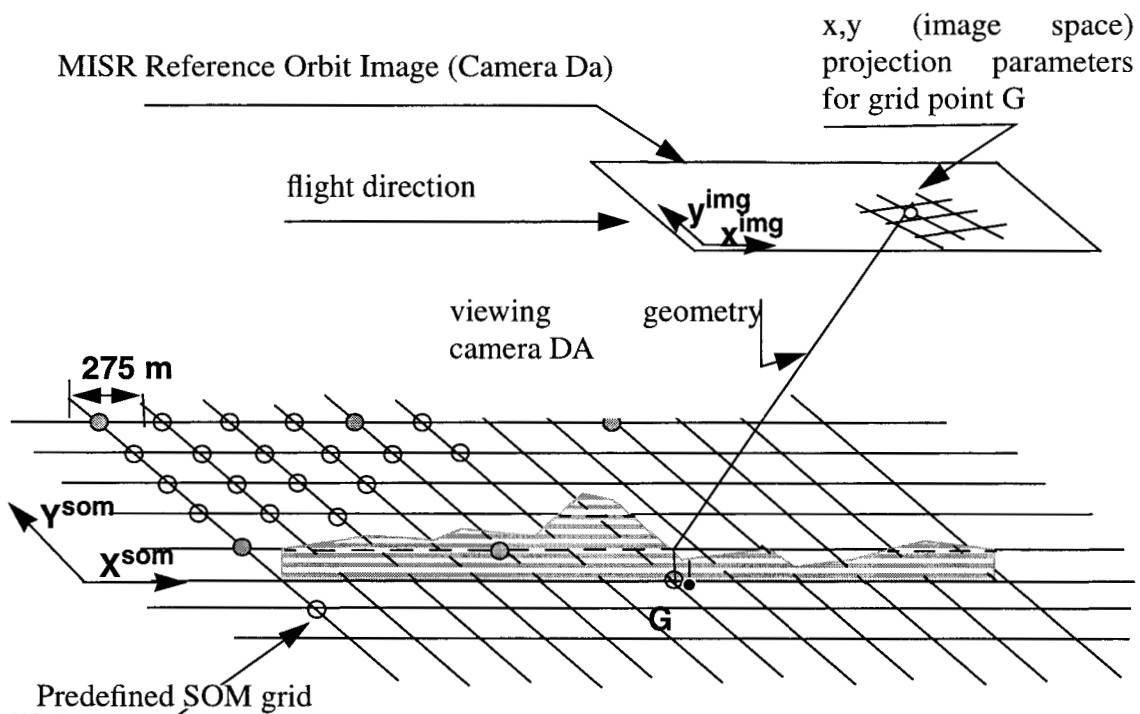 MISR Reference Orbit Image (Camera Da)
x,y (image space)
projection parameters
for grid point G
flight direction
y^img
x^img
viewing geometry
camera DA
275 m
Y^som
X^som
G
Predefined SOM grid